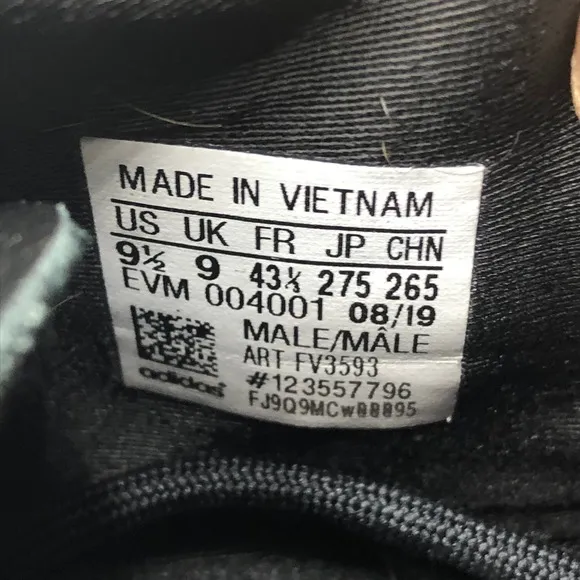 MADE IN VIETNAM
US UK FR JP CHN
9½ 9 43⅓ 275 265
EVM 004001 08/19
MALE/MÂLE
ART FV3593
adidas #123557796